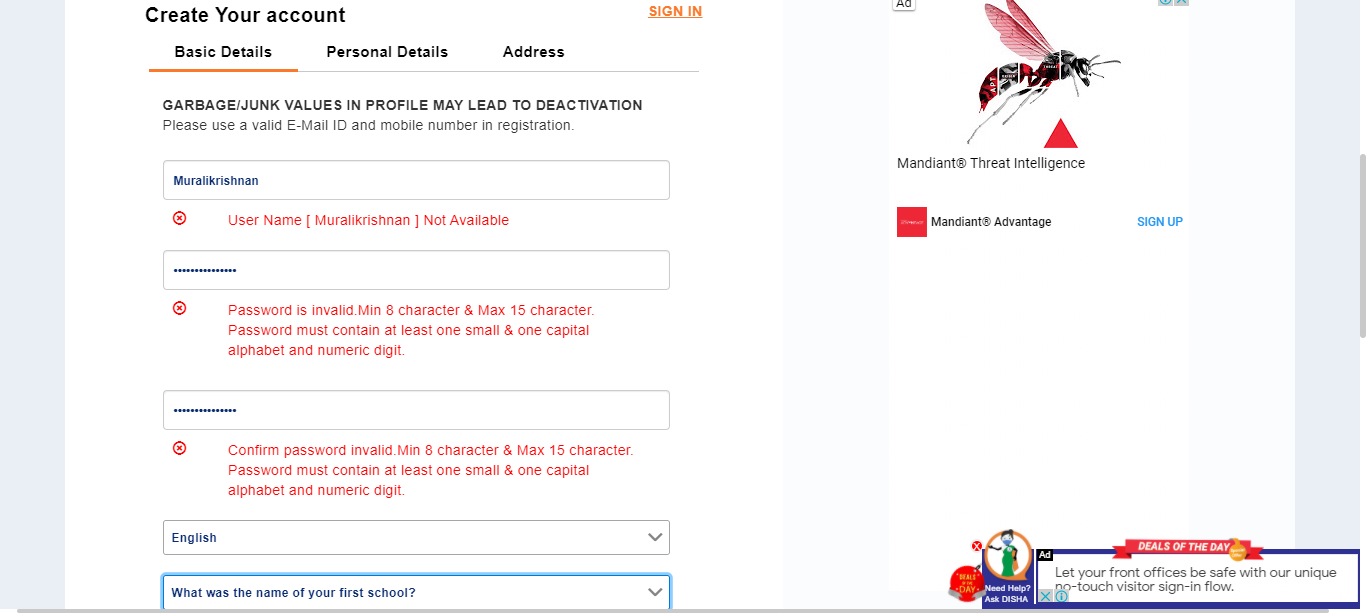 Create Your account
SIGN IN
Basic Details
Personal Details
Address
GARBAGE/JUNK VALUES IN PROFILE MAY LEAD TO DEACTIVATION
Please use a valid E-Mail ID and mobile number in registration.
Muralikrishnan
User Name [ Muralikrishnan ] Not Available
•••••••••••••••
Password is invalid.Min 8 character & Max 15 character.
Password must contain at least one small & one capital
alphabet and numeric digit.
•••••••••••••••
Confirm password invalid.Min 8 character & Max 15 character.
Password must contain at least one small & one capital
alphabet and numeric digit.
English
What was the name of your first school?
Ad
Mandiant® Threat Intelligence
Mandiant® Advantage
SIGN UP
DEALS OF THE DAY
Need Help?
Ask DISHA
DEALS OF THE DAY
Ad
Let your front offices be safe with our unique
no-touch visitor sign-in flow.